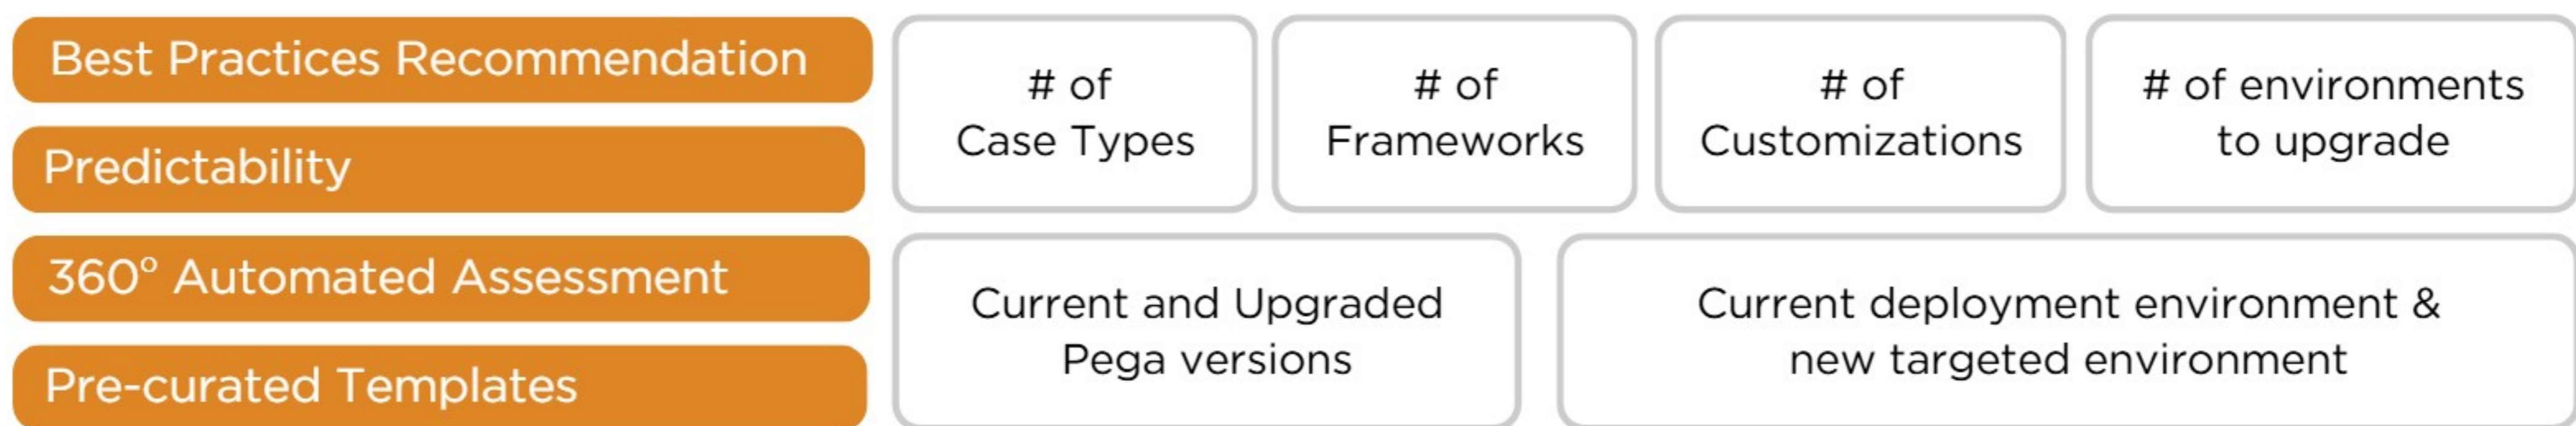 Best Practices Recommendation
Predictability
360° Automated Assessment
Pre-curated Templates
# of
Case Types
# of
Frameworks
# of
Customizations
# of environments
to upgrade
Current and Upgraded
Pega versions
Current deployment environment &
new targeted environment